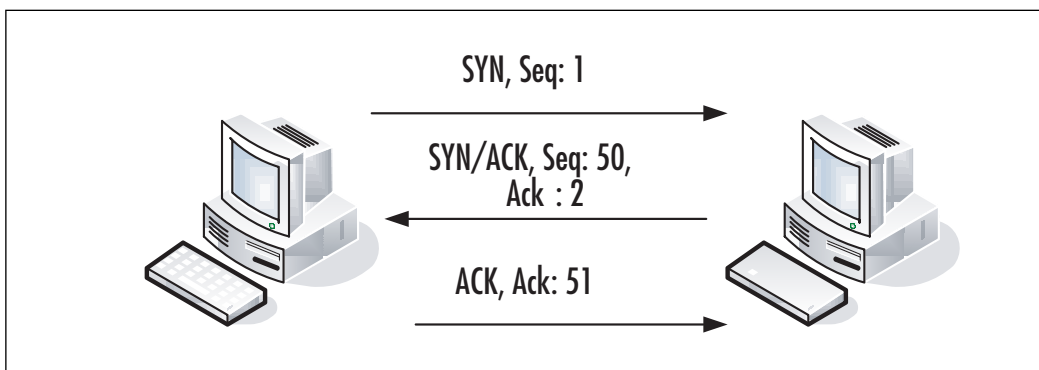 SYN, Seq: 1
SYN/ACK, Seq: 50,
Ack : 2
ACK, Ack: 51